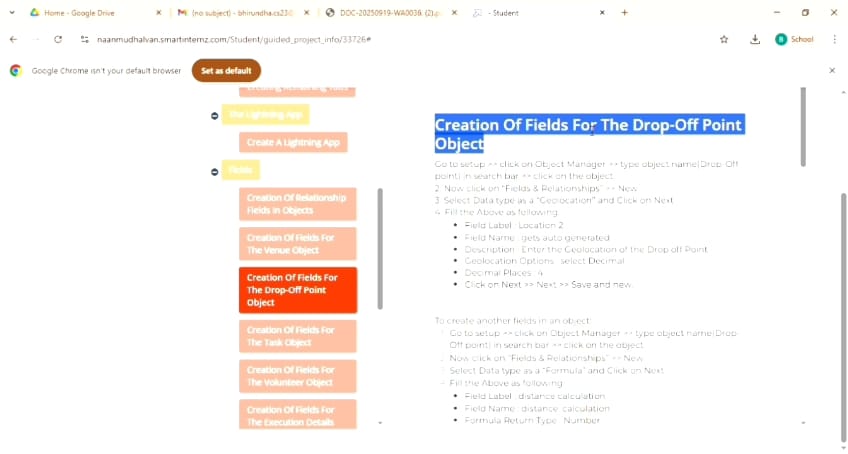 Home - Google Drive
(no subject) - bhirundha.cs23@
DOC-20250919-WA0038 (2).p
- Student
naanmudhalvan.smartinternz.com/Student/guided_project_info/33726#
B School
Google Chrome isn't your default browser
Set as default
Creating Remaining Tabs
The Lightning App
Create A Lightning App
Fields
Creation Of Relationship
Fields in Objects
Creation Of Fields For
The Venue Object
Creation Of Fields For
The Drop-Off Point
Object
Creation Of Fields For
The Task Object
Creation Of Fields For
The Volunteer Object
Creation Of Fields For
The Execution Details
Creation Of Fields For The Drop-Off Point
Object
Go to setup >> click on Object Manager >> type object name(Drop-Off
point) in search bar >> click on the object.
2 Now click on "Fields & Relationships" >> New
3 Select Data type as a "Geolocation" and Click on Next
4 Fill the Above as following:
• Field Label : Location 2
• Field Name : gets auto generated
• Description : Enter the Geolocation of the Drop off Point
• Geolocation Options : select Decimal
• Decimal Places : 4
• Click on Next >> Next >> Save and new.
To create another fields in an object:
1 Go to setup >> click on Object Manager >> type object name(Drop-
Off point) in search bar >> click on the object
2 Now click on "Fields & Relationships" >> New
3 Select Data type as a "Formula" and Click on Next
4 Fill the Above as following:
• Field Label : distance calculation
• Field Name : distance calculation
• Formula Return Type : Number